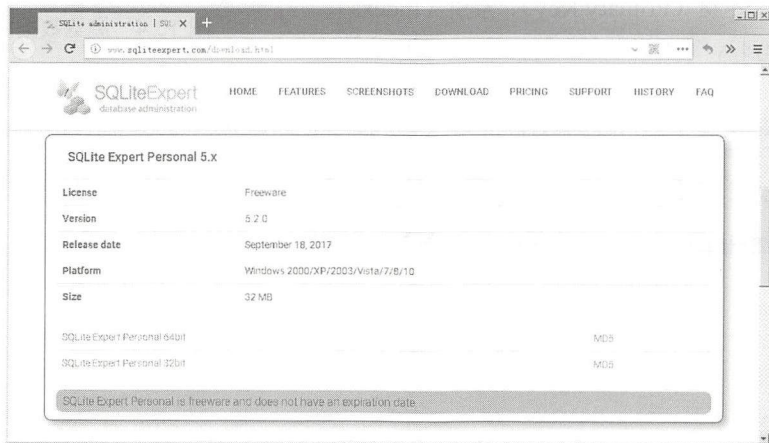 SQLite administration | SQL
www.sqliteexpert.com/download.html
SQLiteExpert
database administration
HOME FEATURES SCREENSHOTS DOWNLOAD PRICING SUPPORT HISTORY FAQ
SQLite Expert Personal 5.x
License Freeware
Version 5.2.0
Release date September 18, 2017
Platform Windows 2000/XP/2003/Vista/7/8/10
Size 32 MB
SQLite Expert Personal 64bit MD5
SQLite Expert Personal 32bit MD5
SQLite Expert Personal is freeware and does not have an expiration date